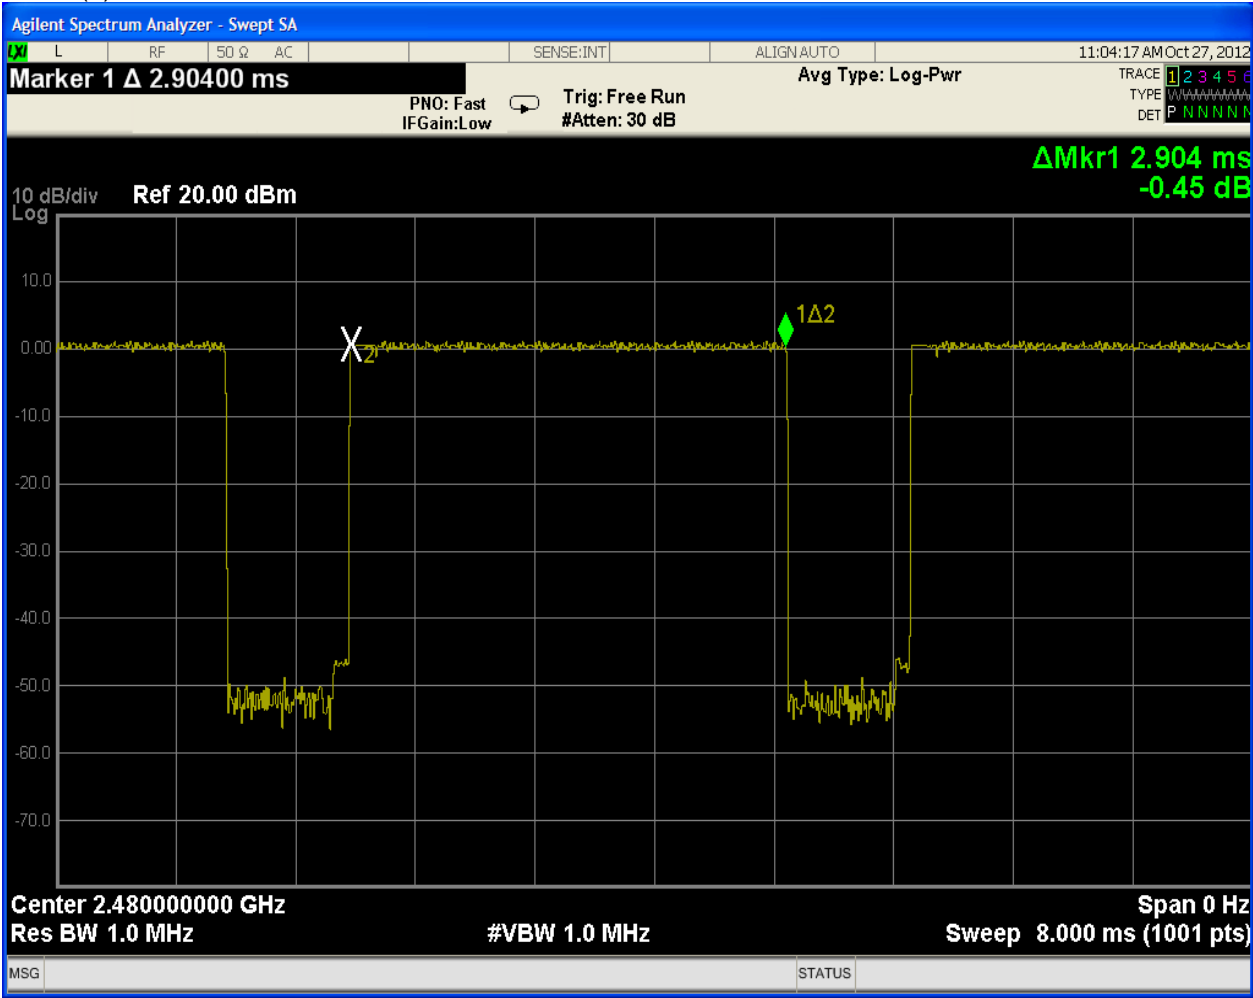 Agilent Spectrum Analyzer - Swept SA
LXI L RF 50 Ω AC SENSE:INT ALIGN AUTO 11:04:17 AM Oct 27, 2012
Marker 1 Δ 2.90400 ms
Avg Type: Log-Pwr
TRACE 1 2 3 4 5 6
PNO: Fast Trig: Free Run
TYPE
IFGain:Low #Atten: 30 dB
DET P N N N N N
ΔMkr1 2.904 ms
-0.45 dB
10 dB/div Ref 20.00 dBm
Log
10.0
1Δ2
0.00
2
-10.0
-20.0
-30.0
-40.0
-50.0
-60.0
-70.0
Center 2.480000000 GHz Span 0 Hz
Res BW 1.0 MHz #VBW 1.0 MHz Sweep 8.000 ms (1001 pts)
MSG STATUS